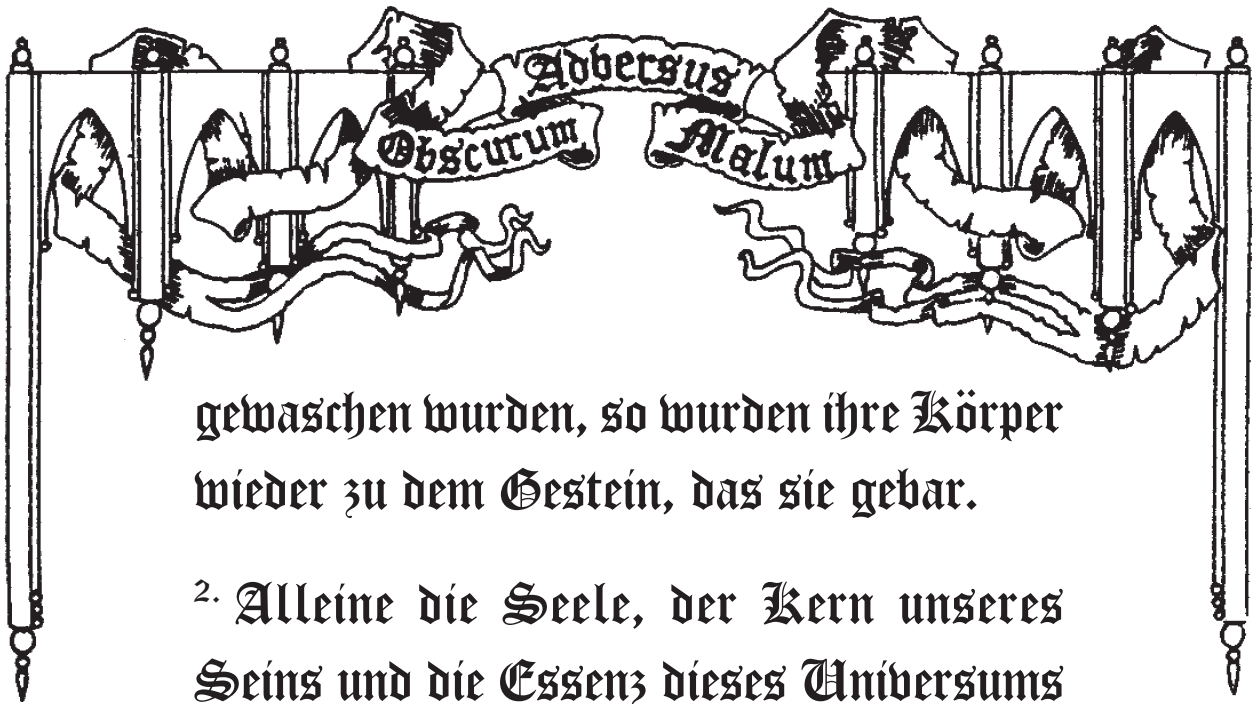 Adversus
Obscurum Malum
gewaschen wurden, so wurden ihre Körper
wieder zu dem Gestein, das sie gebar.
2. Alleine die Seele, der Kern unseres
Seins und die Essenz dieses Universums